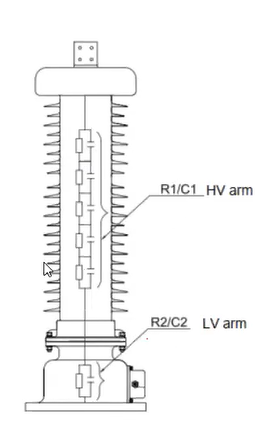 R1/C1 HV arm
R2/C2 LV arm